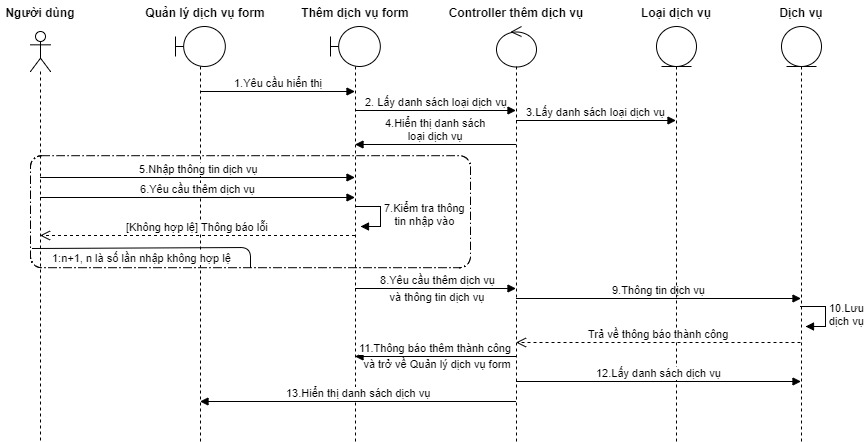 Người dùng
Quản lý dịch vụ form
Thêm dịch vụ form
Controller thêm dịch vụ
Loại dịch vụ
Dịch vụ
1.Yêu cầu hiển thị
2. Lấy danh sách loại dịch vụ
3.Lấy danh sách loại dịch vụ
4.Hiển thị danh sách
loại dịch vụ
5.Nhập thông tin dịch vụ
6.Yêu cầu thêm dịch vụ
7.Kiểm tra thông
tin nhập vào
[Không hợp lệ] Thông báo lỗi
1:n+1, n là số lần nhập không hợp lệ
8.Yêu cầu thêm dịch vụ
và thông tin dịch vụ
9.Thông tin dịch vụ
10.Lưu
dịch vụ
Trả về thông báo thành công
11.Thông báo thêm thành công
và trở về Quản lý dịch vụ form
12.Lấy danh sách dịch vụ
13.Hiển thị danh sách dịch vụ